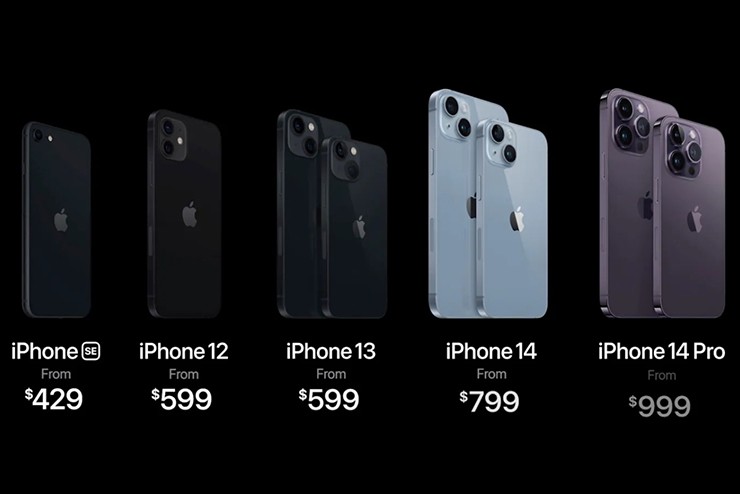 iPhone SE
From
$429
iPhone 12
From
$599
iPhone 13
From
$599
iPhone 14
From
$799
iPhone 14 Pro
From
$999